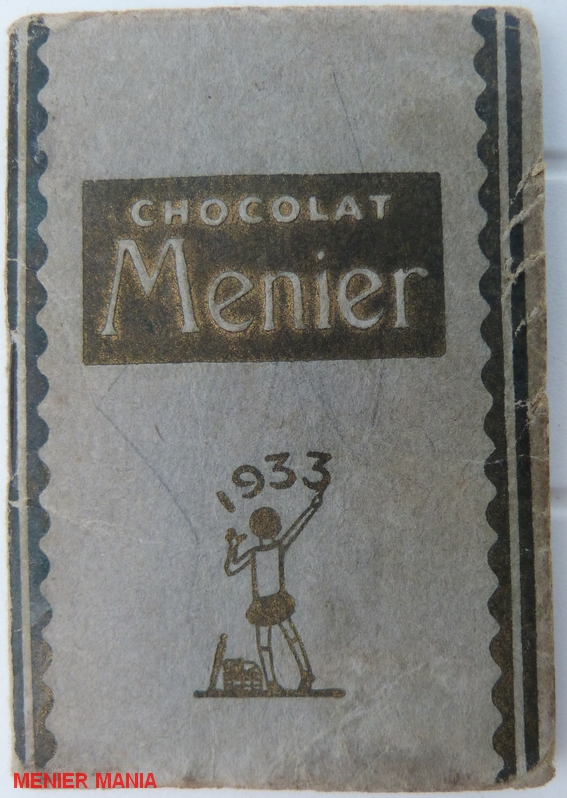 CHOCOLAT
Menier
1933
MENIER MANIA